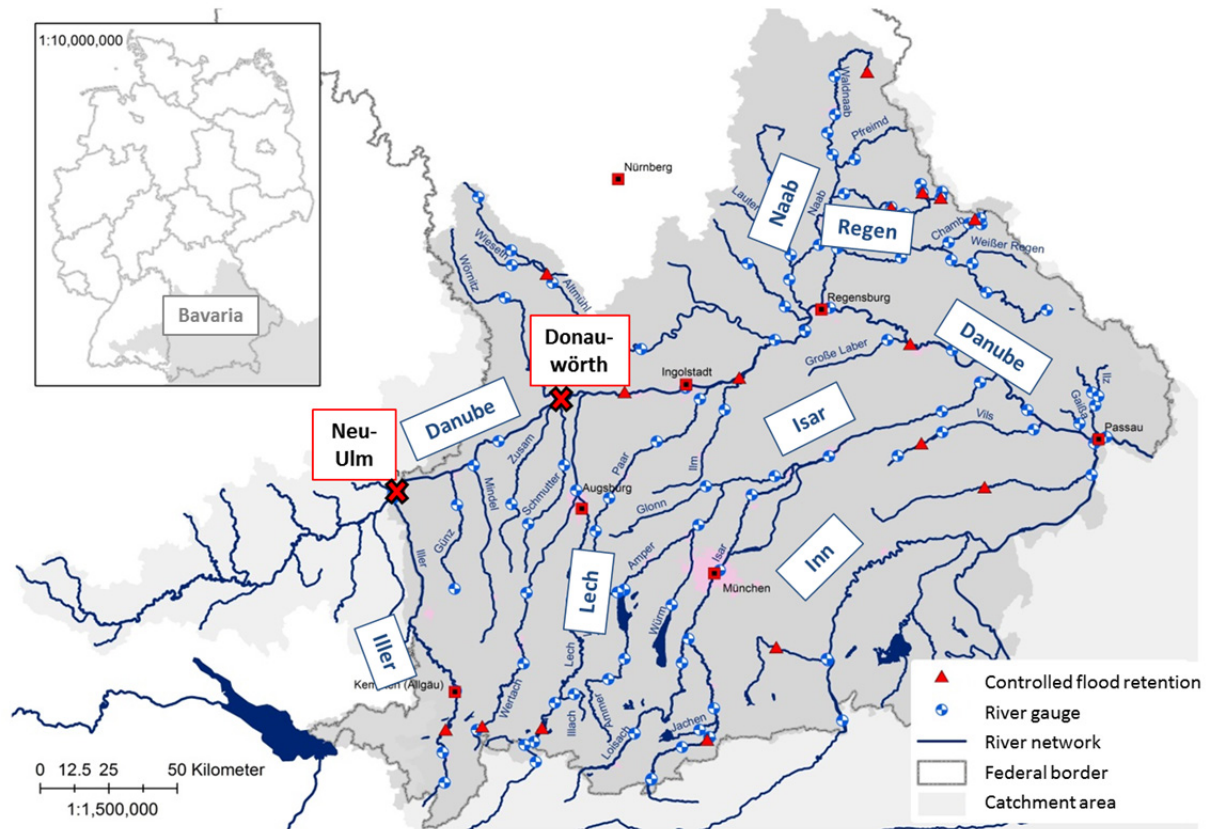 1:10,000,000
Bavaria
Waldnaab
Pfreimd
Nürnberg
Naab
Lauter
Naab
Regen
Chamb
Weißer Regen
Wieseth
Wörnitz
Altmühl
Regensburg
Donau-
wörth
Große Laber
Danube
Ingolstadt
Ilz
Gaißa
Danube
Isar
Vils
Passau
Neu-
Ulm
Zusam
Paar
Ilm
Mindel
Schmutter
Augsburg
Glonn
Günz
Iller
Amper
Isar
Inn
München
Lech
Würm
Iller
Lech
Kempten (Allgäu)
Wertach
Illach
Ammer
Loisach
Jachen
0 12.5 25 50 Kilometer
1:1,500,000
Controlled flood retention
River gauge
River network
Federal border
Catchment area